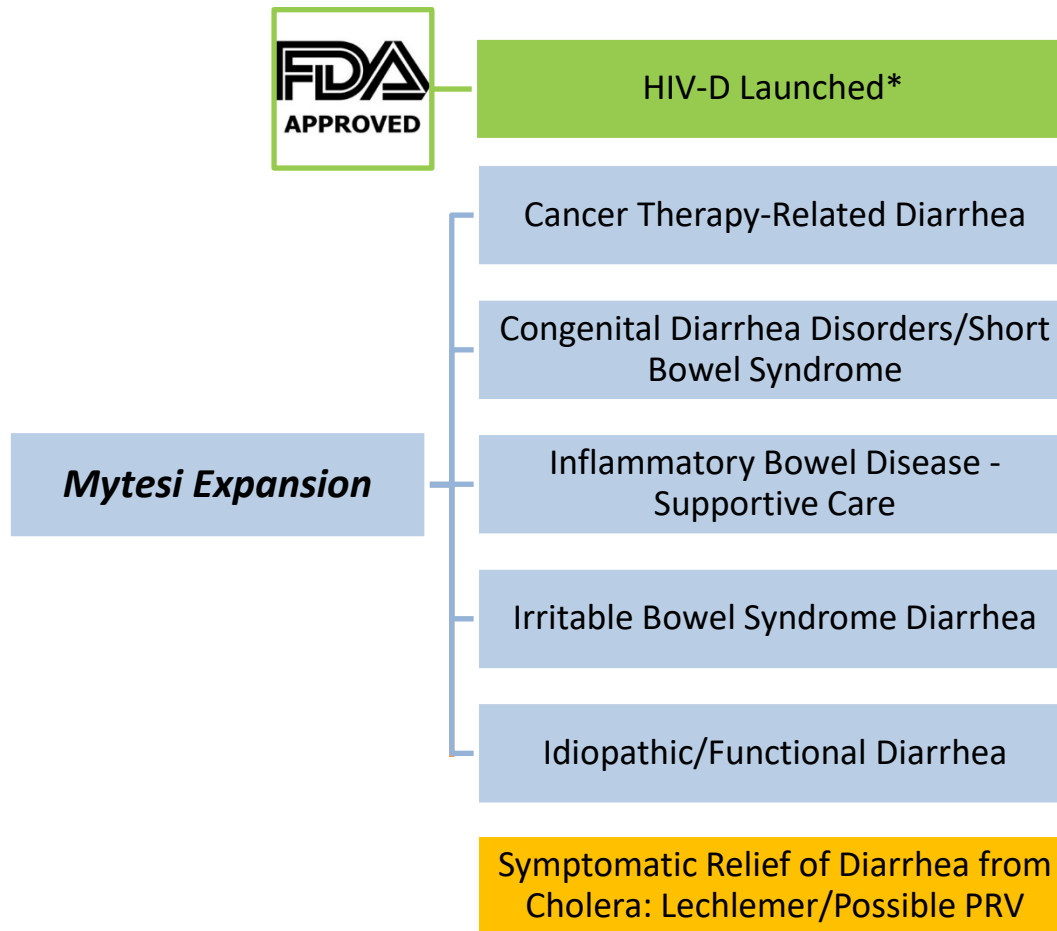 FDA
APPROVED
HIV-D Launched*
Cancer Therapy-Related Diarrhea
Congenital Diarrhea Disorders/Short
Bowel Syndrome
Mytesi Expansion
Inflammatory Bowel Disease -
Supportive Care
Irritable Bowel Syndrome Diarrhea
Idiopathic/Functional Diarrhea
Symptomatic Relief of Diarrhea from
Cholera: Lechlemer/Possible PRV